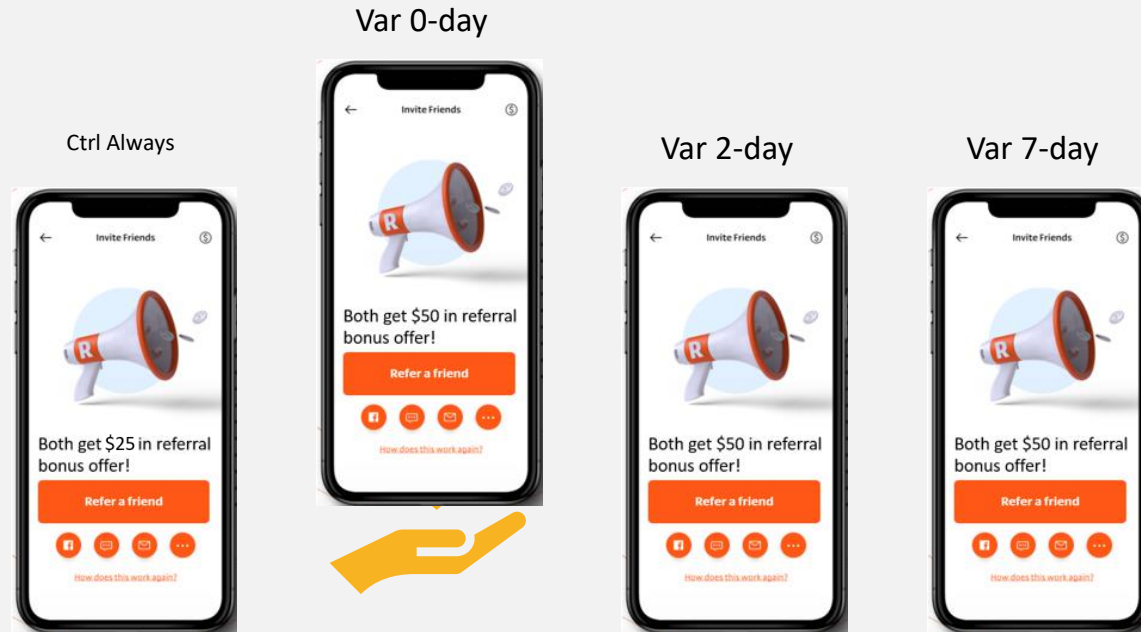 Var 0-day
Invite Friends
R
Both get $50 in referral
bonus offer!
Refer a friend
How does this work again?
Ctrl Always
Invite Friends
R
Both get $25 in referral
bonus offer!
Refer a friend
How does this work again?
Var 2-day
Invite Friends
R
Both get $50 in referral
bonus offer!
Refer a friend
How does this work again?
Var 7-day
Invite Friends
R
Both get $50 in referral
bonus offer!
Refer a friend
How does this work again?